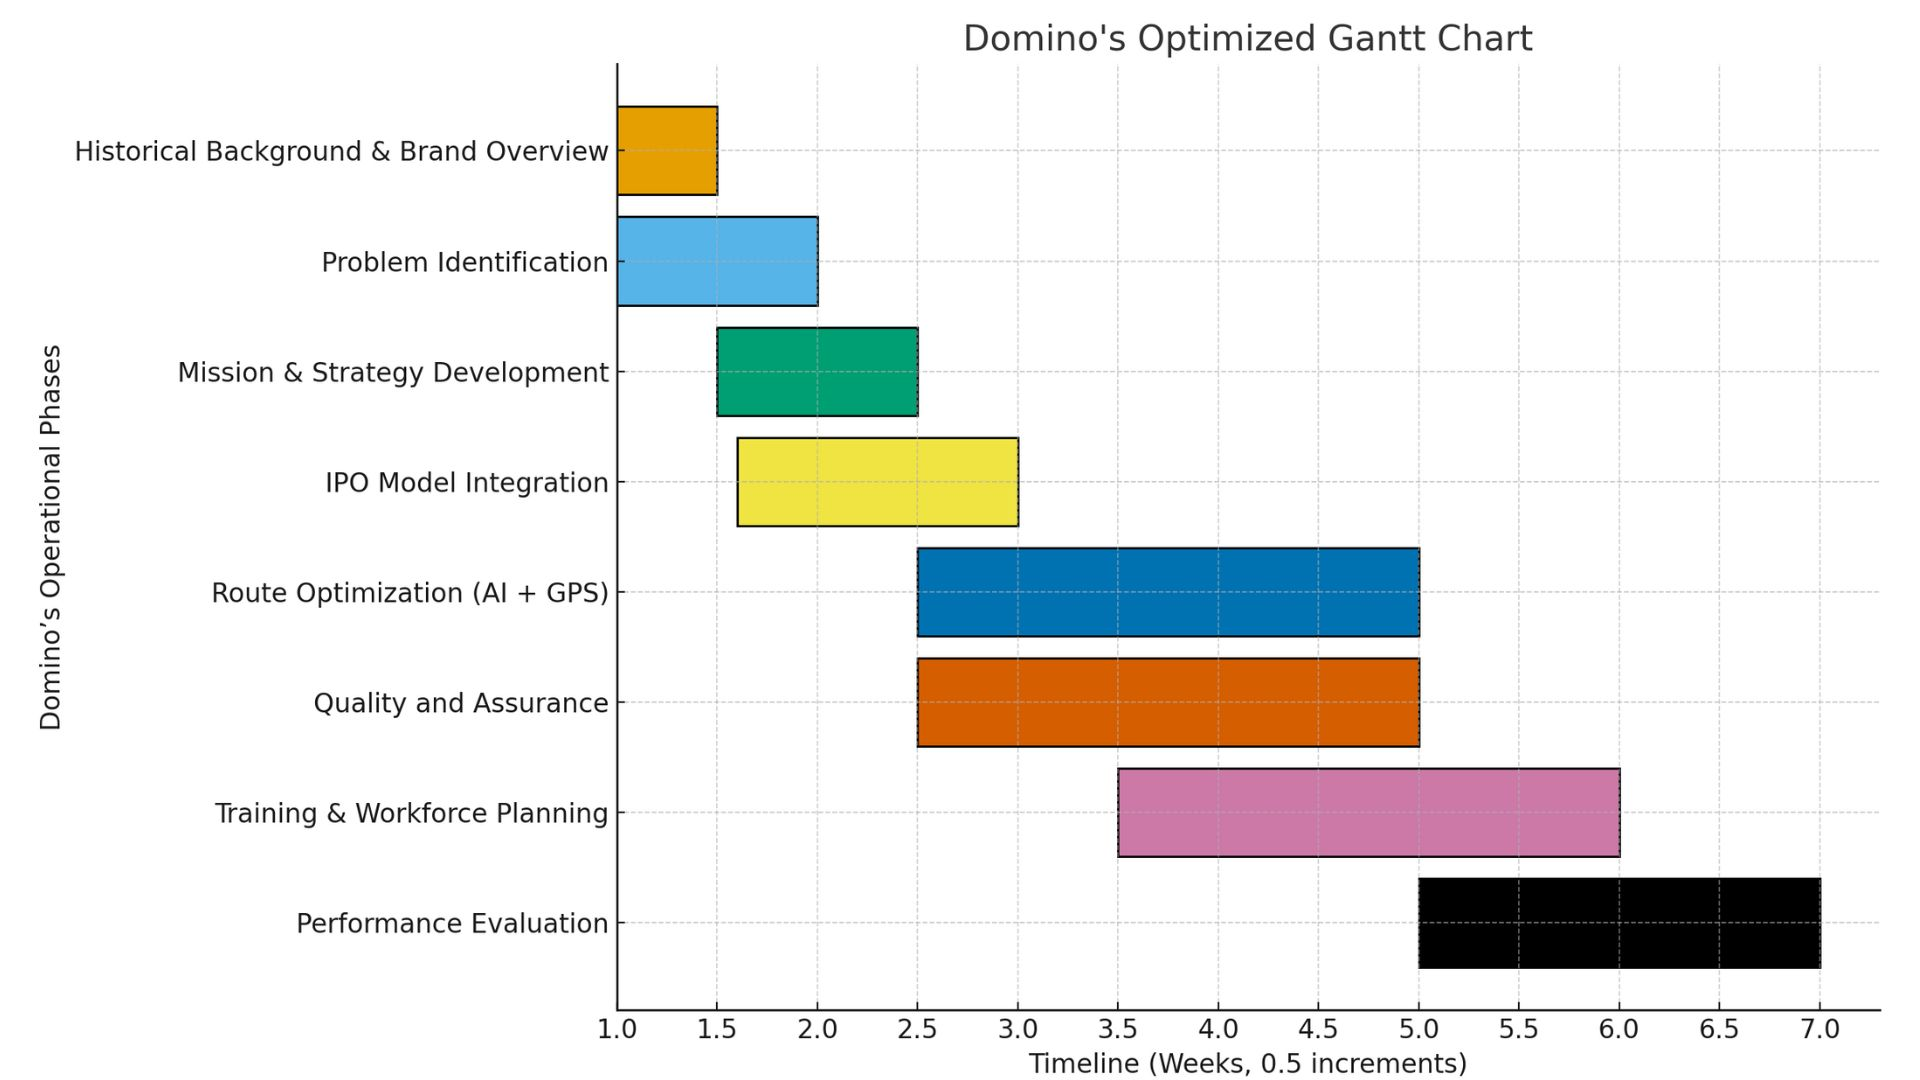 Domino's Optimized Gantt Chart
Domino’s Operational Phases
Historical Background & Brand Overview
Problem Identification
Mission & Strategy Development
IPO Model Integration
Route Optimization (AI + GPS)
Quality and Assurance
Training & Workforce Planning
Performance Evaluation
1.0 1.5 2.0 2.5 3.0 3.5 4.0 4.5 5.0 5.5 6.0 6.5 7.0
Timeline (Weeks, 0.5 increments)